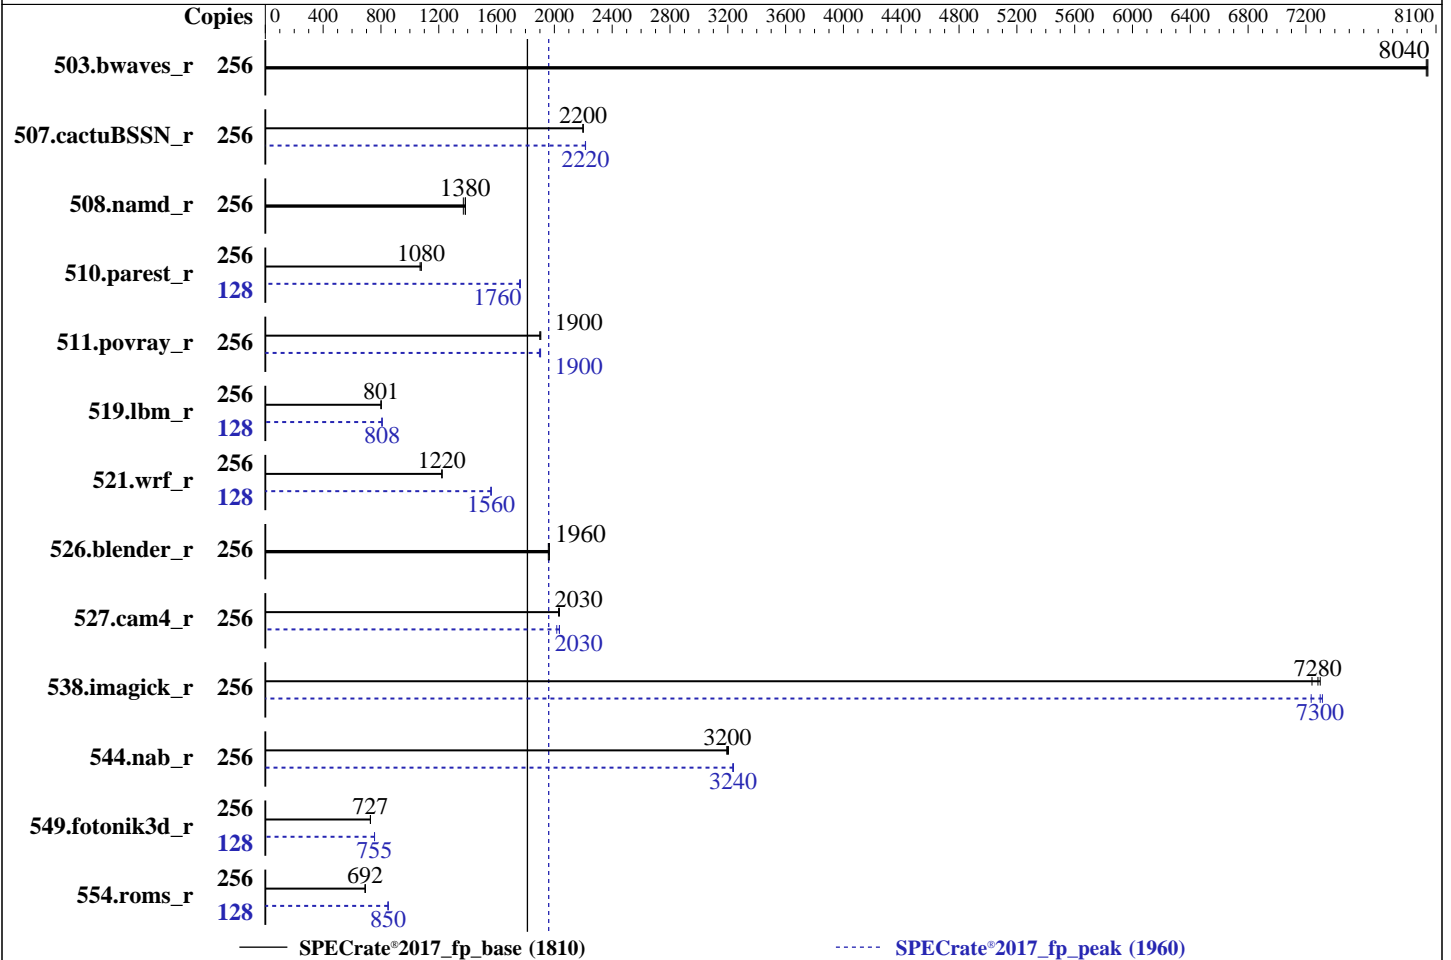 Copies 0 400 800 1200 1600 2000 2400 2800 3200 3600 4000 4400 4800 5200 5600 6000 6400 6800 7200 8100
503.bwaves_r 256 8040
507.cactuBSSN_r 256 2200
2220
508.namd_r 256 1380
510.parest_r 256 1080
128 1760
511.povray_r 256 1900
1900
519.lbm_r 256 801
128 808
521.wrf_r 256 1220
128 1560
526.blender_r 256 1960
527.cam4_r 256 2030
2030
538.imagick_r 256 7280
7300
544.nab_r 256 3200
3240
549.fotonik3d_r 256 727
128 755
554.roms_r 256 692
128 850
SPECrate®2017_fp_base (1810) SPECrate®2017_fp_peak (1960)